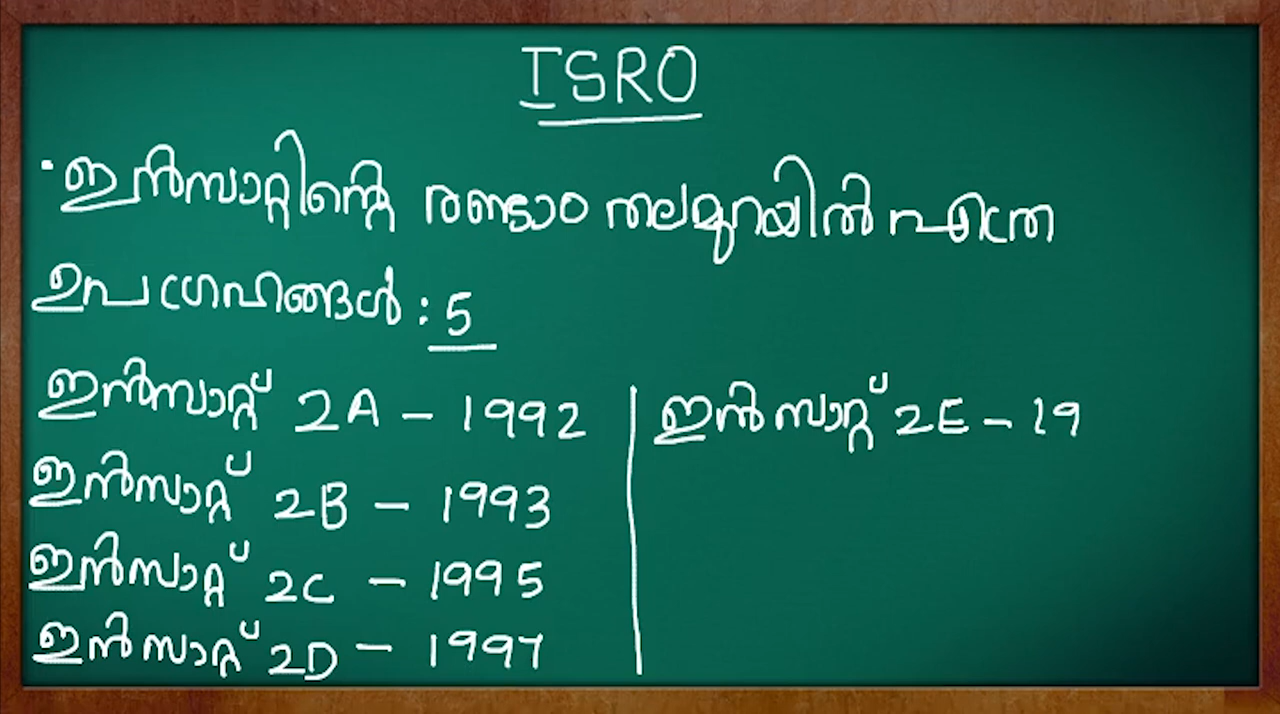 ISRO
· ഇൻസാറ്റിന്റെ രണ്ടാം തലമുറയിൽ എത്ര
ഉപഗ്രഹങ്ങൾ : 5
ഇൻസാറ്റ് 2A - 1992
ഇൻസാറ്റ് 2B - 1993
ഇൻസാറ്റ് 2C - 1995
ഇൻസാറ്റ് 2D - 1997
ഇൻസാറ്റ് 2E - 19